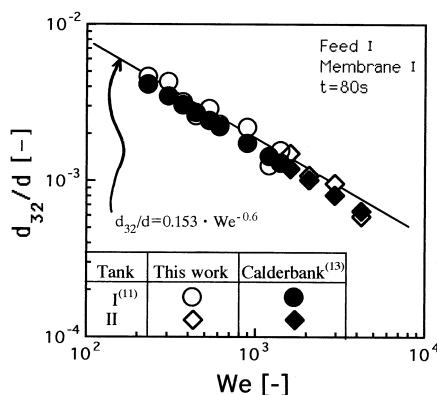 10⁻²
Feed I
Membrane I
t=80s
10⁻³
d₃₂/d [-]
d₃₂/d=0.153・We⁻⁰·⁶
Tank This work Calderbank⁽¹³⁾
I⁽¹¹⁾
II
10⁻⁴
10² 10³ 10⁴
We [-]